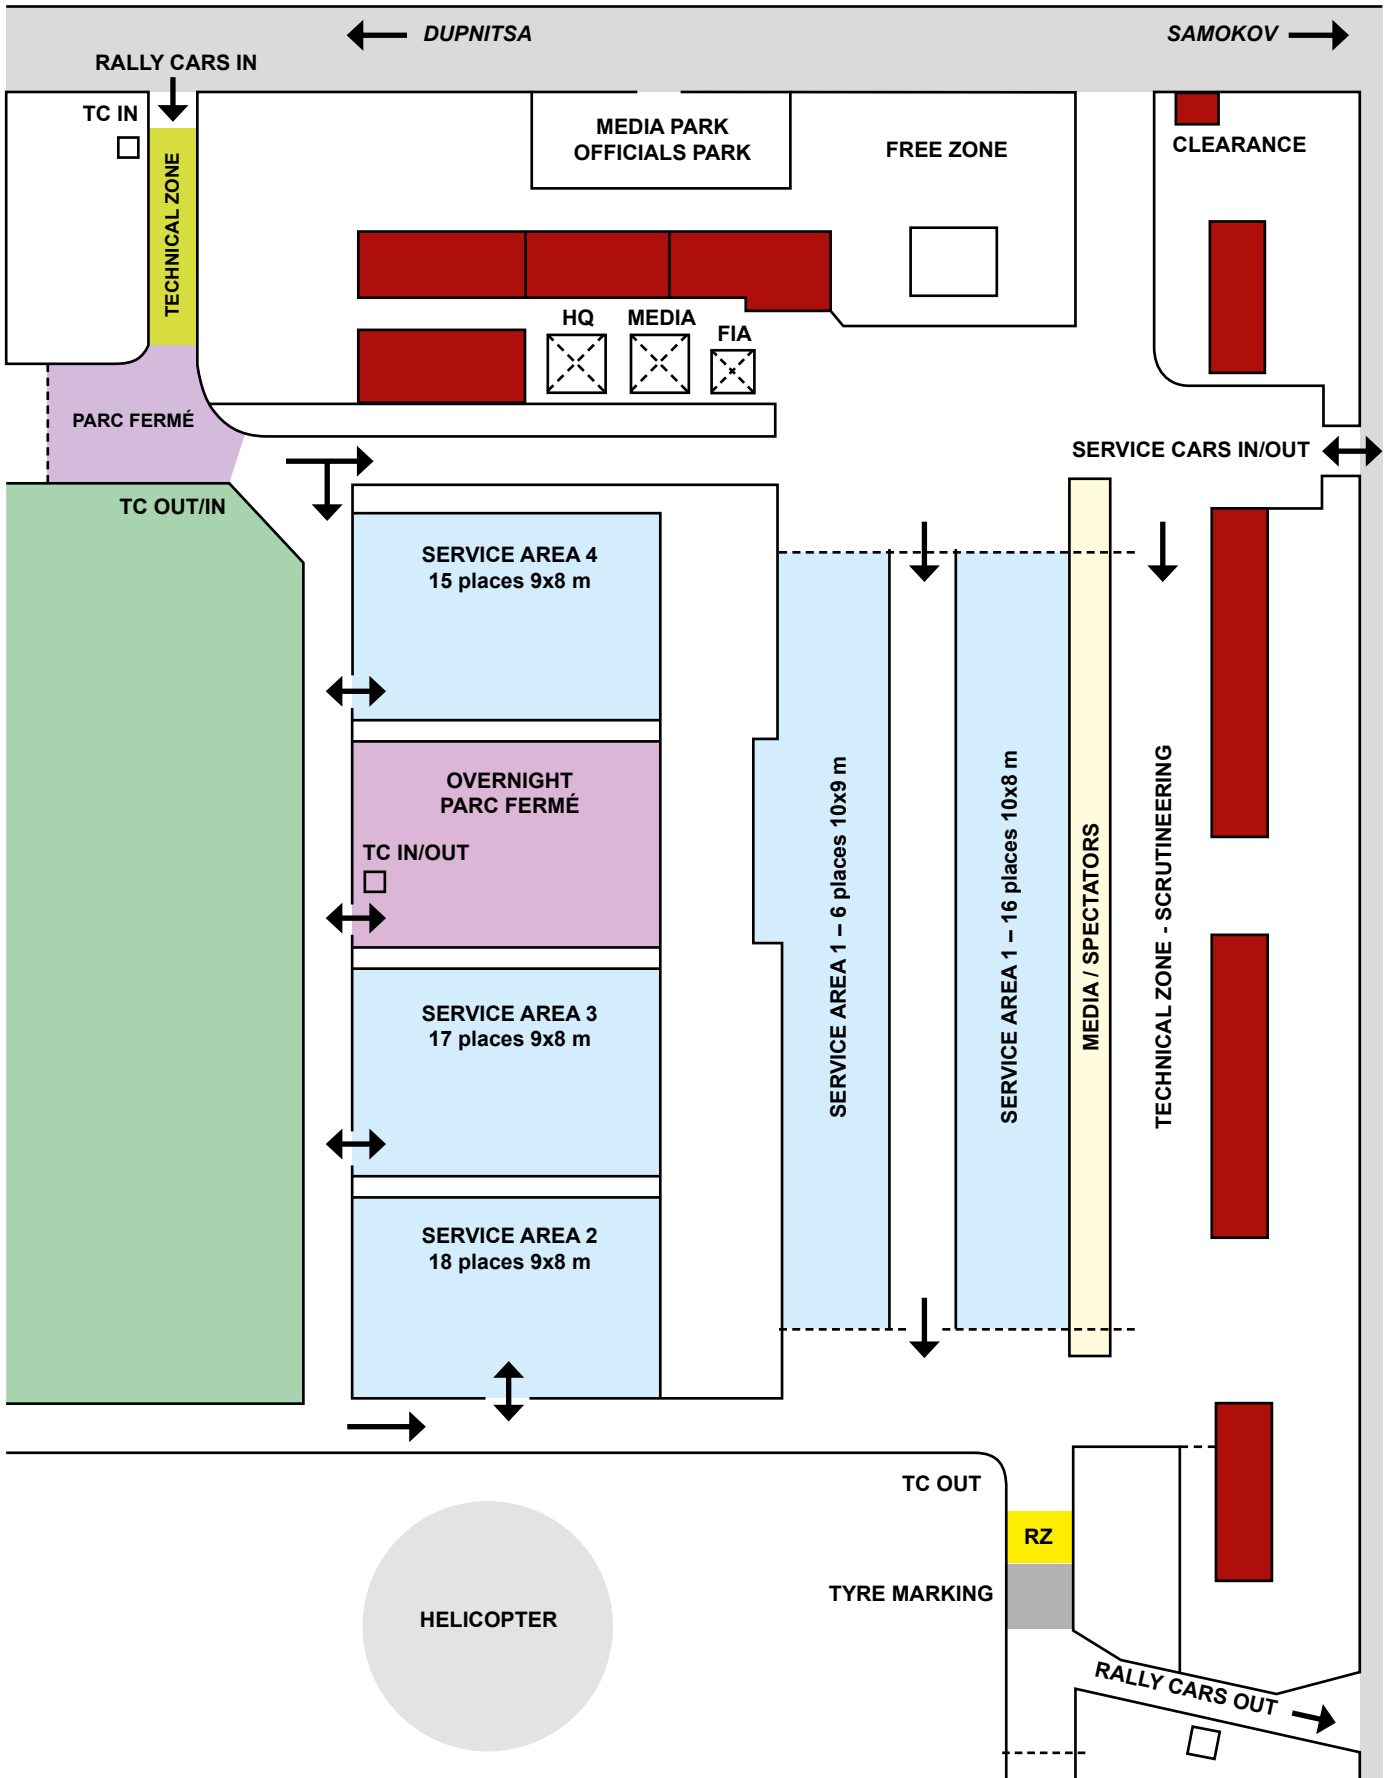 DUPNITSA
SAMOKOV
RALLY CARS IN
TC IN
TECHNICAL ZONE
MEDIA PARK
OFFICIALS PARK
FREE ZONE
CLEARANCE
HQ
MEDIA
FIA
PARC FERMÉ
SERVICE CARS IN/OUT
TC OUT/IN
SERVICE AREA 4
15 places 9x8 m
OVERNIGHT
PARC FERMÉ
TC IN/OUT
SERVICE AREA 3
17 places 9x8 m
SERVICE AREA 2
18 places 9x8 m
SERVICE AREA 1 – 6 places 10x9 m
SERVICE AREA 1 – 16 places 10x8 m
MEDIA / SPECTATORS
TECHNICAL ZONE - SCRUTINEERING
TC OUT
RZ
TYRE MARKING
HELICOPTER
RALLY CARS OUT